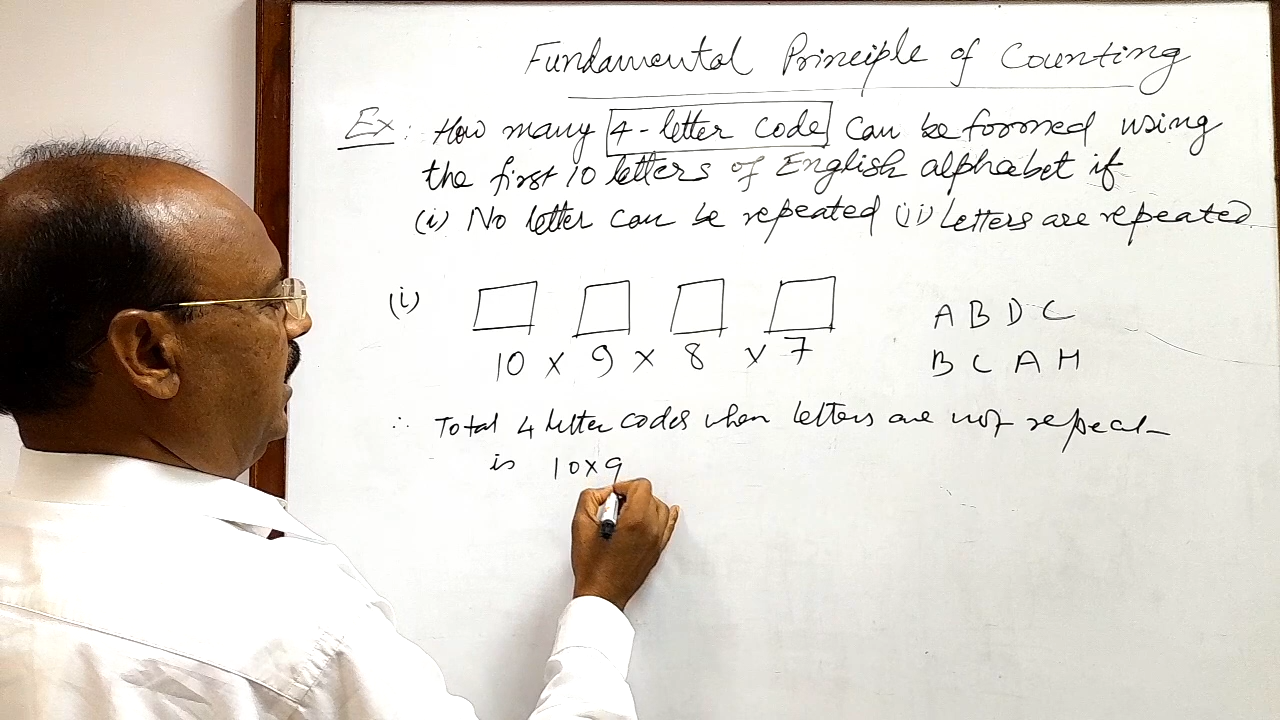 Fundamental Principle of Counting
Ex: How many 4-letter code can be formed using
the first 10 letters of English alphabet if
(i) No letter can be repeated (ii) Letters are repeated.
(i)
10 x 9 x 8 x 7
A B D C
B C A H
∴ Total 4 letter codes when letters are not repeat
is 10x9